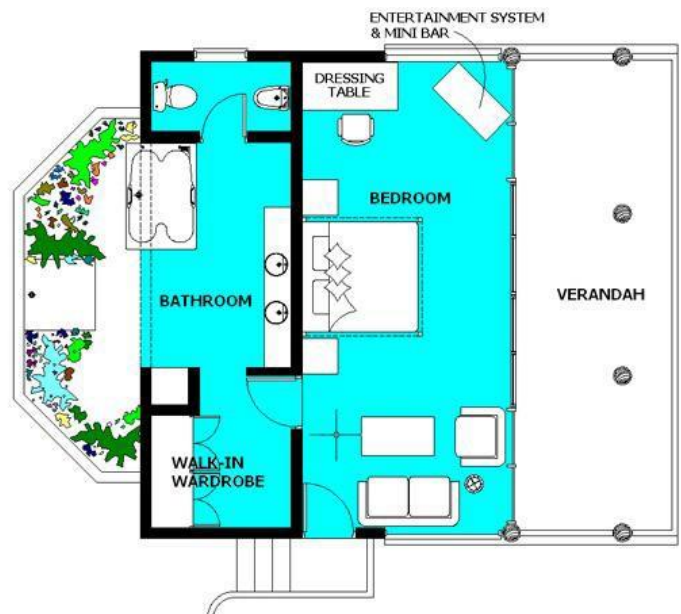 ENTERTAINMENT SYSTEM
& MINI BAR
DRESSING
TABLE
BEDROOM
VERANDAH
BATHROOM
WALK-IN
WARDROBE